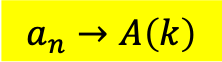 aₙ → A(k)